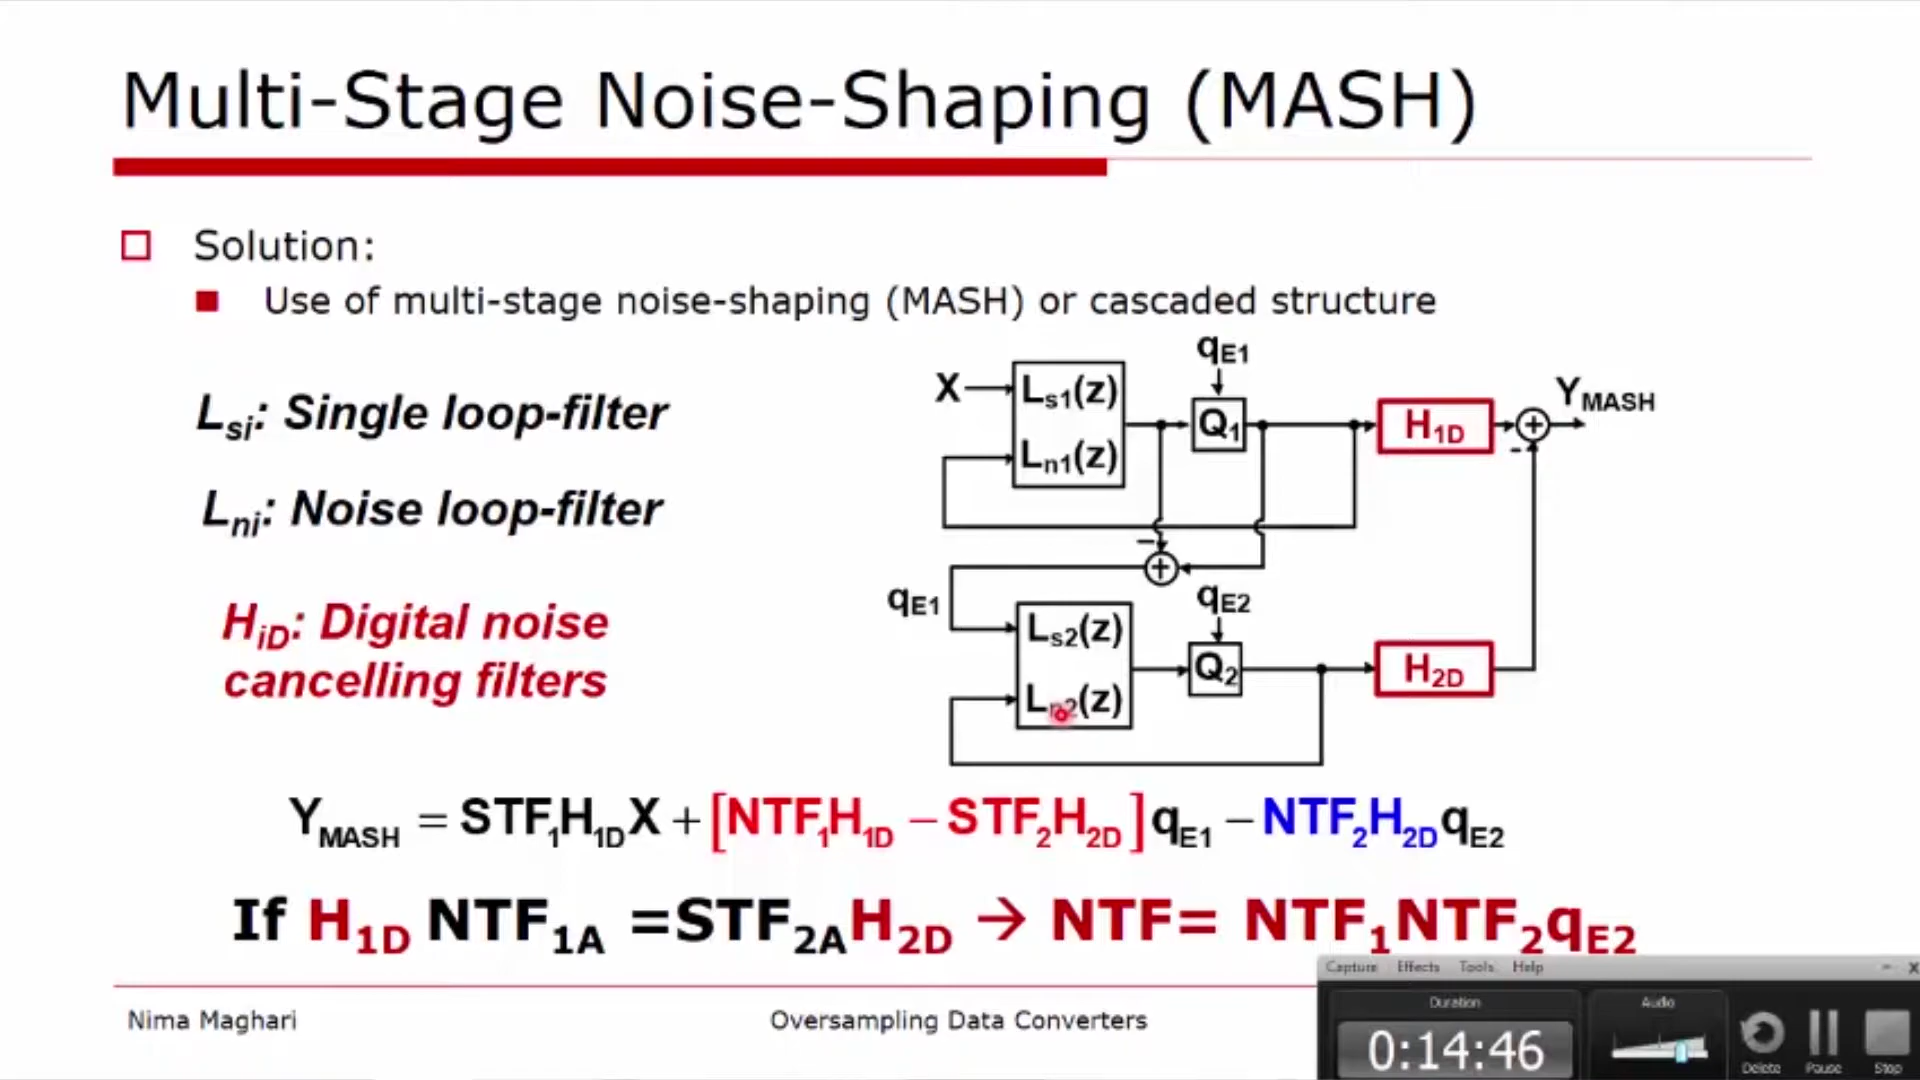 Multi-Stage Noise-Shaping (MASH)
Solution:
Use of multi-stage noise-shaping (MASH) or cascaded structure
Lsi: Single loop-filter
Lni: Noise loop-filter
HiD: Digital noise
cancelling filters
qE1
X
Ls1(z)
Ln1(z)
Q1
H1D
YMASH
+
-
−
+
qE1
qE2
Ls2(z)
Ln2(z)
Q2
H2D
YMASH = STF1H1DX + [NTF1H1D − STF2H2D]qE1 − NTF2H2DqE2
If H1D NTF1A =STF2AH2D → NTF= NTF1NTF2qE2
Nima Maghari
Oversampling Data Converters
Capture Effects Tools Help
Duration
Audio
0:14:46
Delete
Pause
Stop